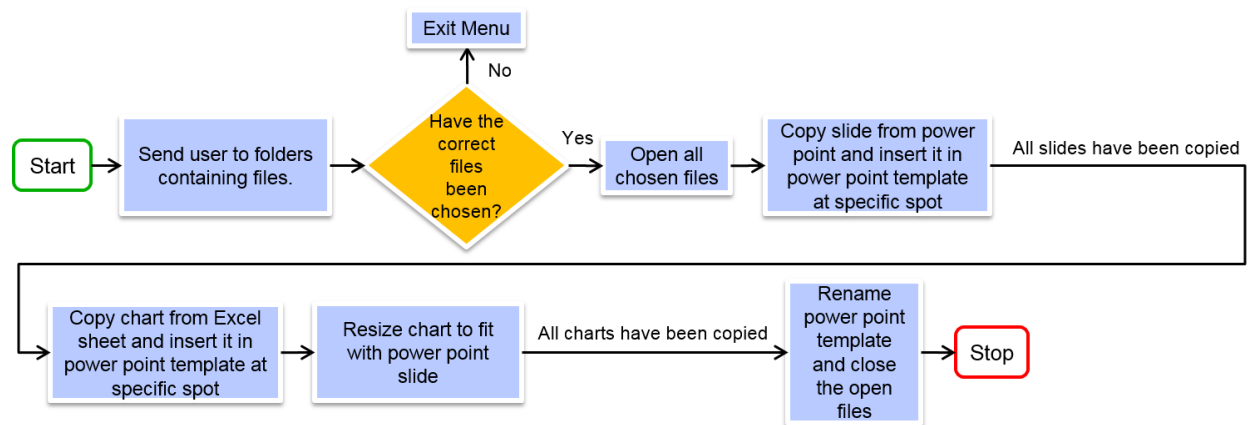 Exit Menu
No
Start
Send user to folders
containing files.
Have the
correct
files
been
chosen?
Yes
Open all
chosen files
Copy slide from power
point and insert it in
power point template
at specific spot
All slides have been copied
Copy chart from Excel
sheet and insert it in
power point template at
specific spot
Resize chart to fit
with power point
slide
All charts have been copied
Rename
power point
template
and close
the open
files
Stop